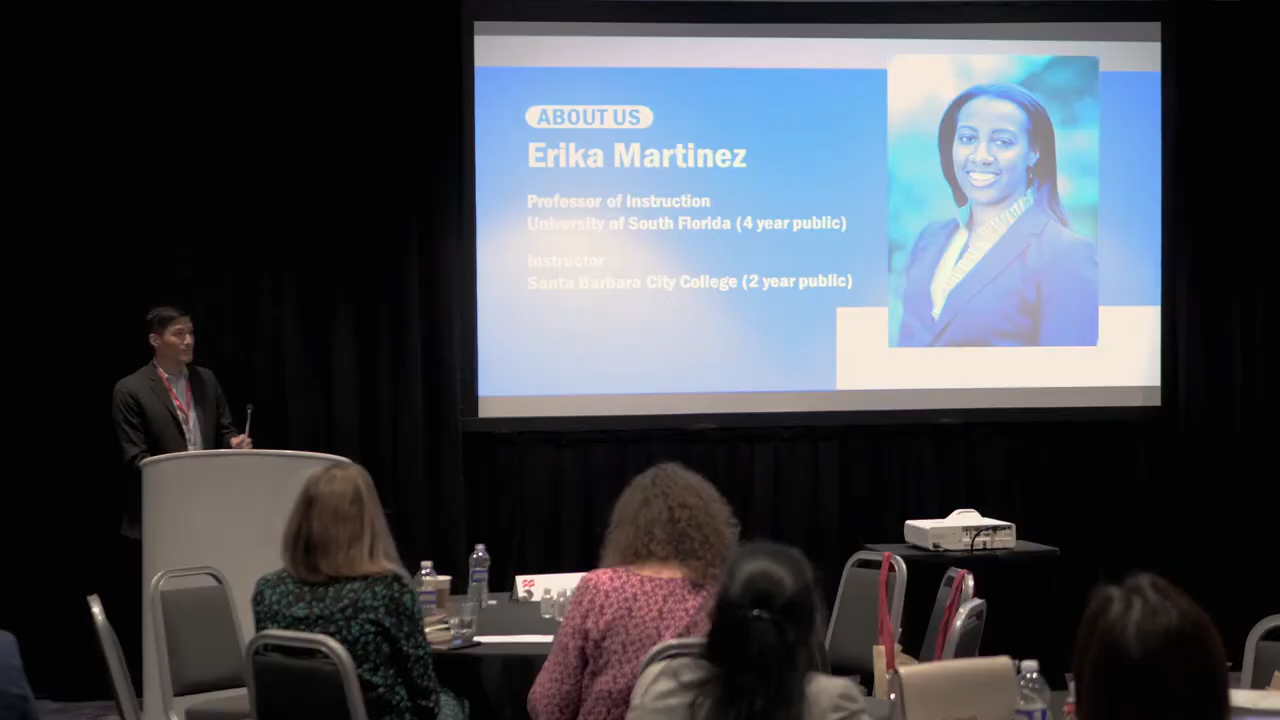 ABOUT US
Erika Martinez
Professor of Instruction
University of South Florida (4 year public)
Instructor
Santa Barbara City College (2 year public)